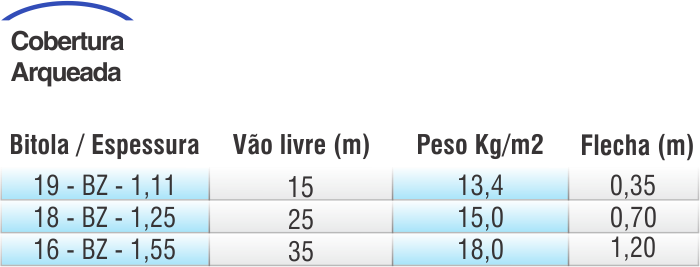 Cobertura
Arqueada
Bitola / Espessura Vão livre (m) Peso Kg/m2 Flecha (m)
19 - BZ - 1,11 15 13,4 0,35
18 - BZ - 1,25 25 15,0 0,70
16 - BZ - 1,55 35 18,0 1,20